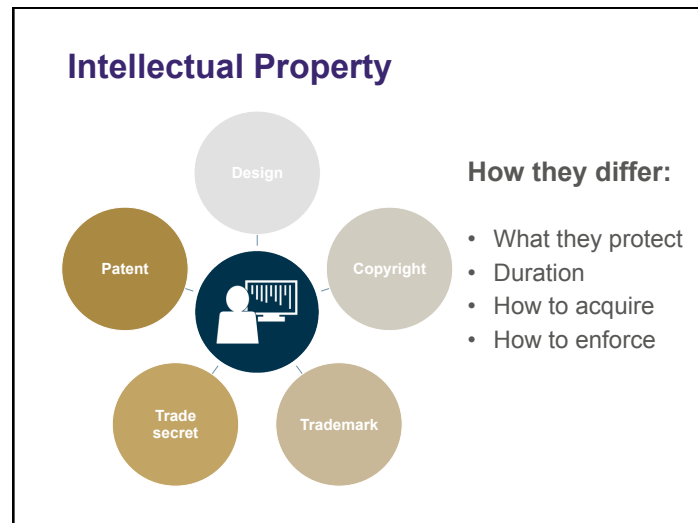 Intellectual Property
Design
Patent
Copyright
Trade
secret
Trademark
How they differ:
• What they protect
• Duration
• How to acquire
• How to enforce